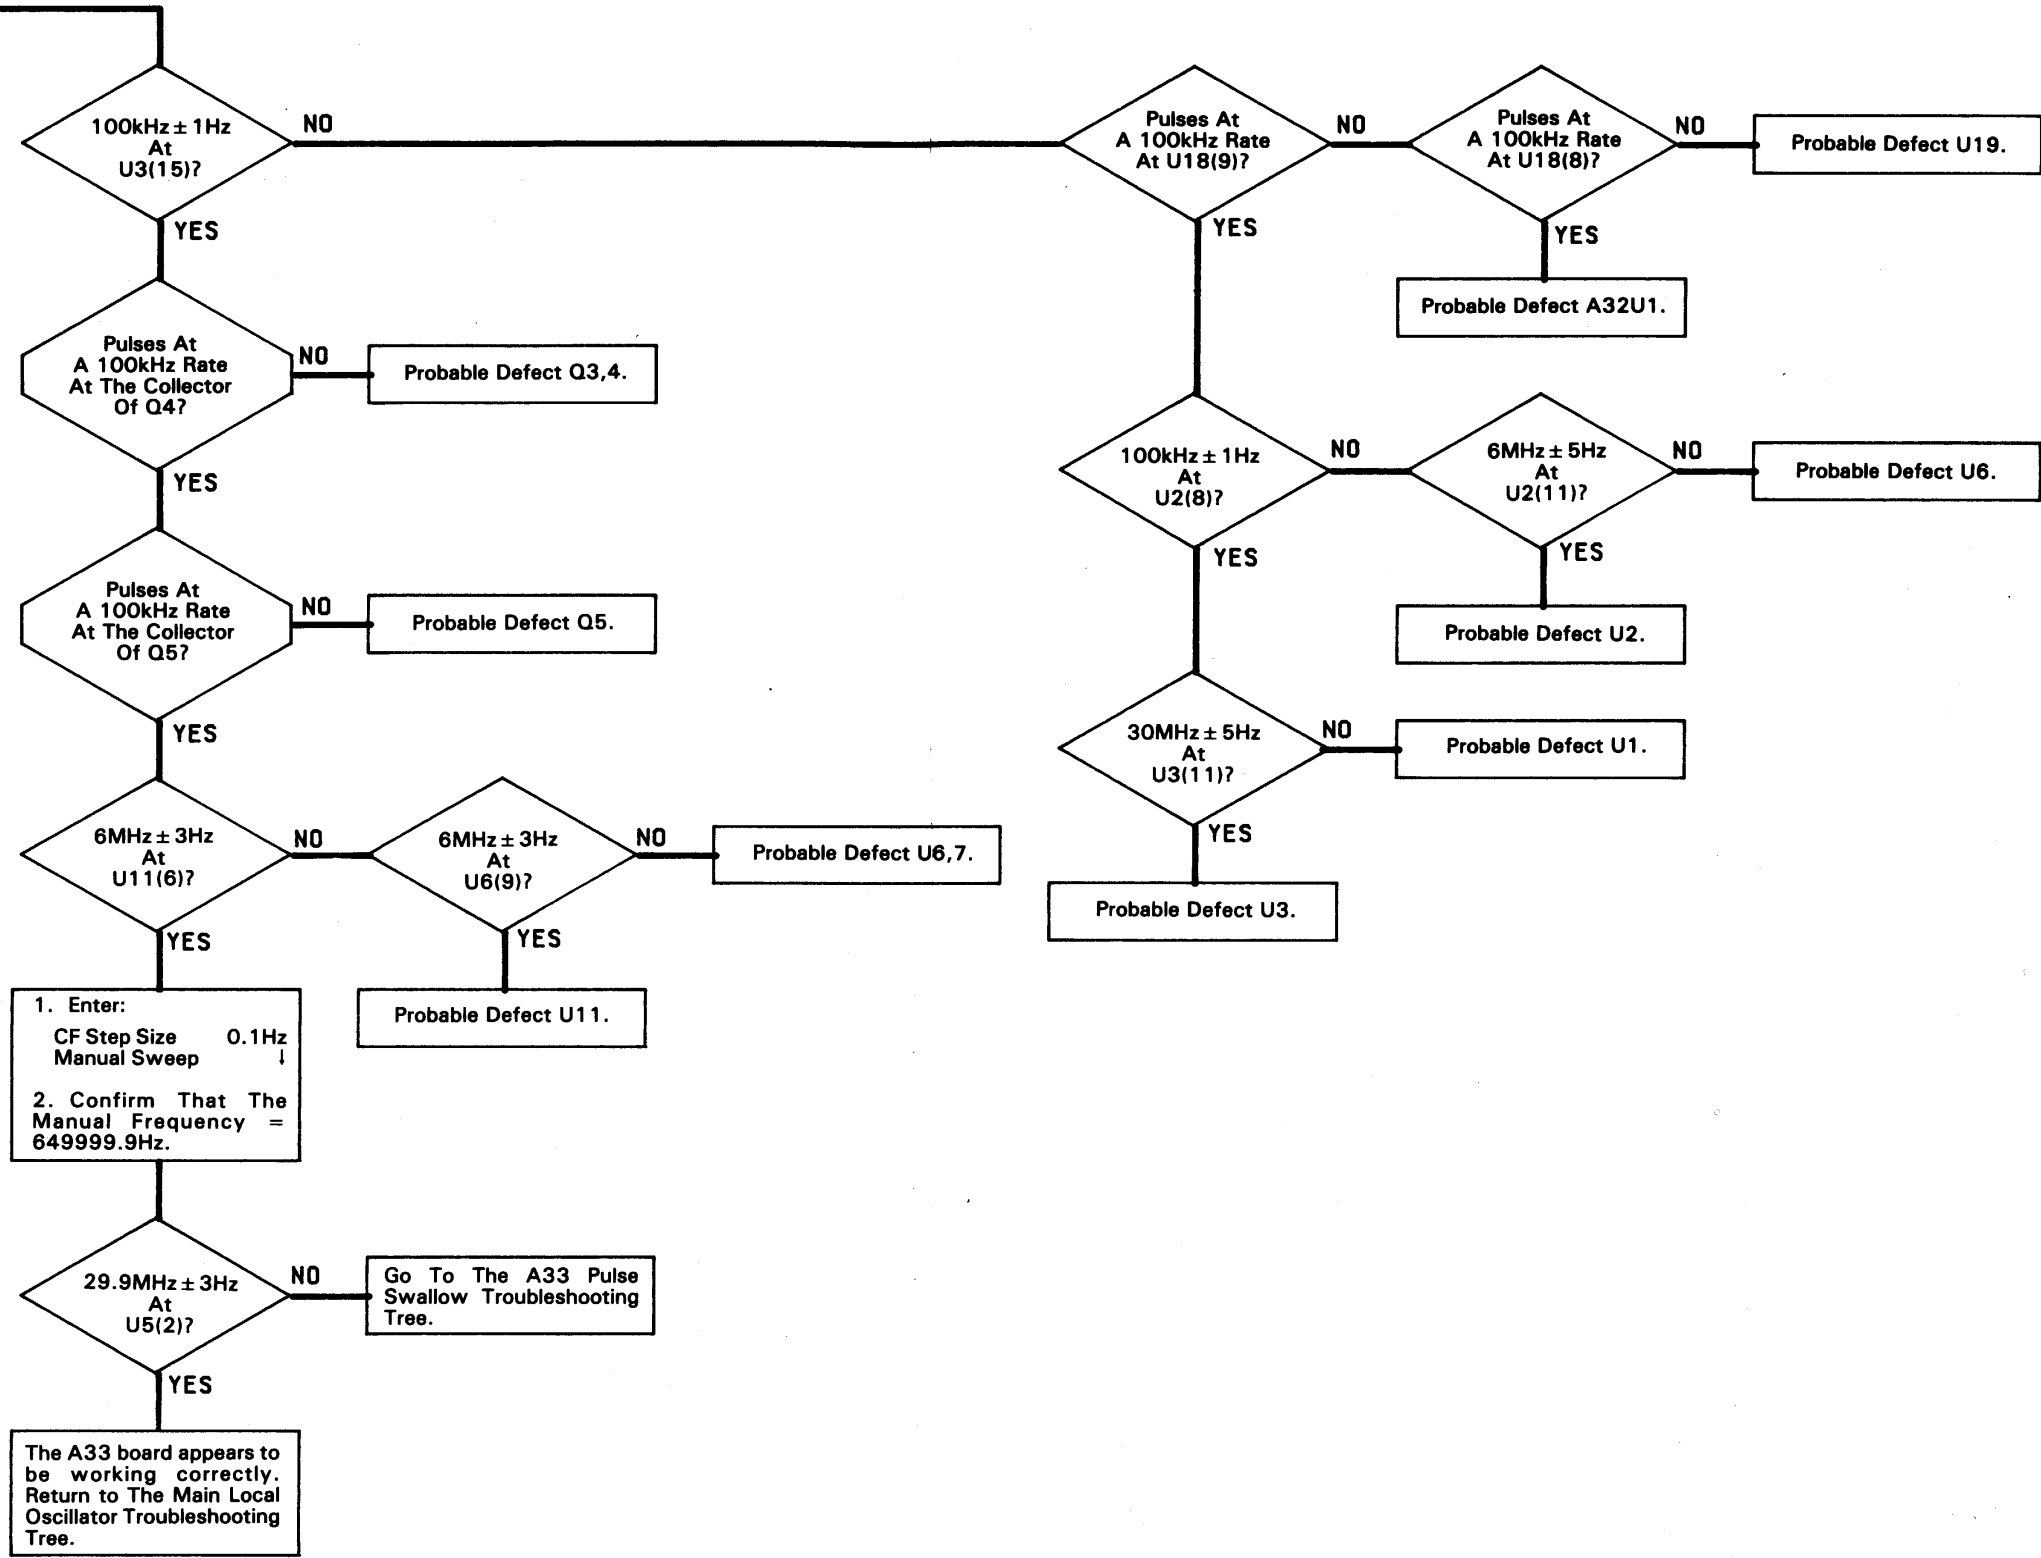 100kHz ± 1Hz
At
U3(15)?
NO
YES
Pulses At
A 100kHz Rate
At U18(9)?
NO
YES
Pulses At
A 100kHz Rate
At U18(8)?
NO
YES
Probable Defect U19.
Probable Defect A32U1.
Pulses At
A 100kHz Rate
At The Collector
Of Q4?
NO
YES
Probable Defect Q3,4.
100kHz ± 1Hz
At
U2(8)?
NO
YES
6MHz ± 5Hz
At
U2(11)?
NO
YES
Probable Defect U6.
Probable Defect U2.
Pulses At
A 100kHz Rate
At The Collector
Of Q5?
NO
YES
Probable Defect Q5.
30MHz ± 5Hz
At
U3(11)?
NO
YES
Probable Defect U1.
Probable Defect U3.
6MHz ± 3Hz
At
U11(6)?
NO
YES
6MHz ± 3Hz
At
U6(9)?
NO
YES
Probable Defect U6,7.
Probable Defect U11.
1. Enter:
CF Step Size 0.1Hz
Manual Sweep ↓
2. Confirm That The
Manual Frequency =
649999.9Hz.
29.9MHz ± 3Hz
At
U5(2)?
NO
YES
Go To The A33 Pulse
Swallow Troubleshooting
Tree.
The A33 board appears to
be working correctly.
Return to The Main Local
Oscillator Troubleshooting
Tree.